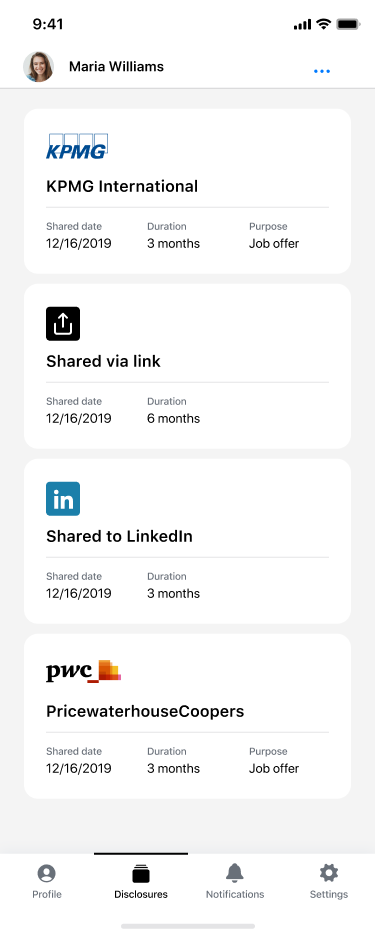 9:41
Maria Williams
KPMG
KPMG International
Shared date Duration Purpose
12/16/2019 3 months Job offer
Shared via link
Shared date Duration
12/16/2019 6 months
in
Shared to LinkedIn
Shared date Duration
12/16/2019 3 months
pwc
PricewaterhouseCoopers
Shared date Duration Purpose
12/16/2019 3 months Job offer
Profile Disclosures Notifications Settings